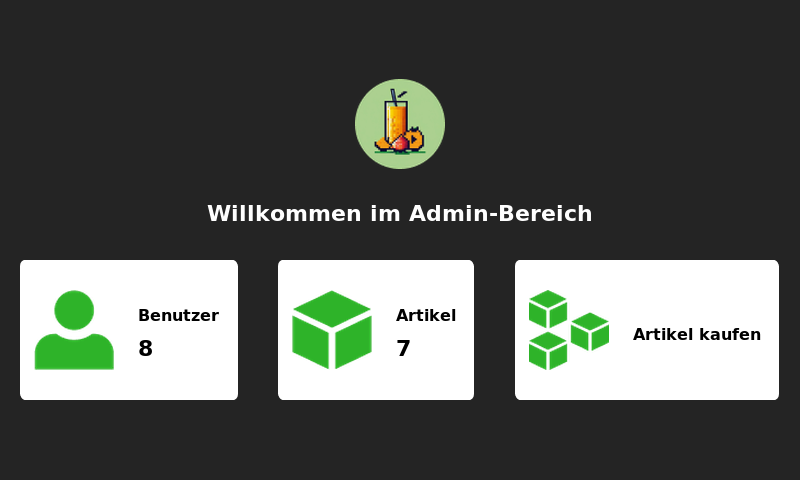 Willkommen im Admin-Bereich
Benutzer
8
Artikel
7
Artikel kaufen